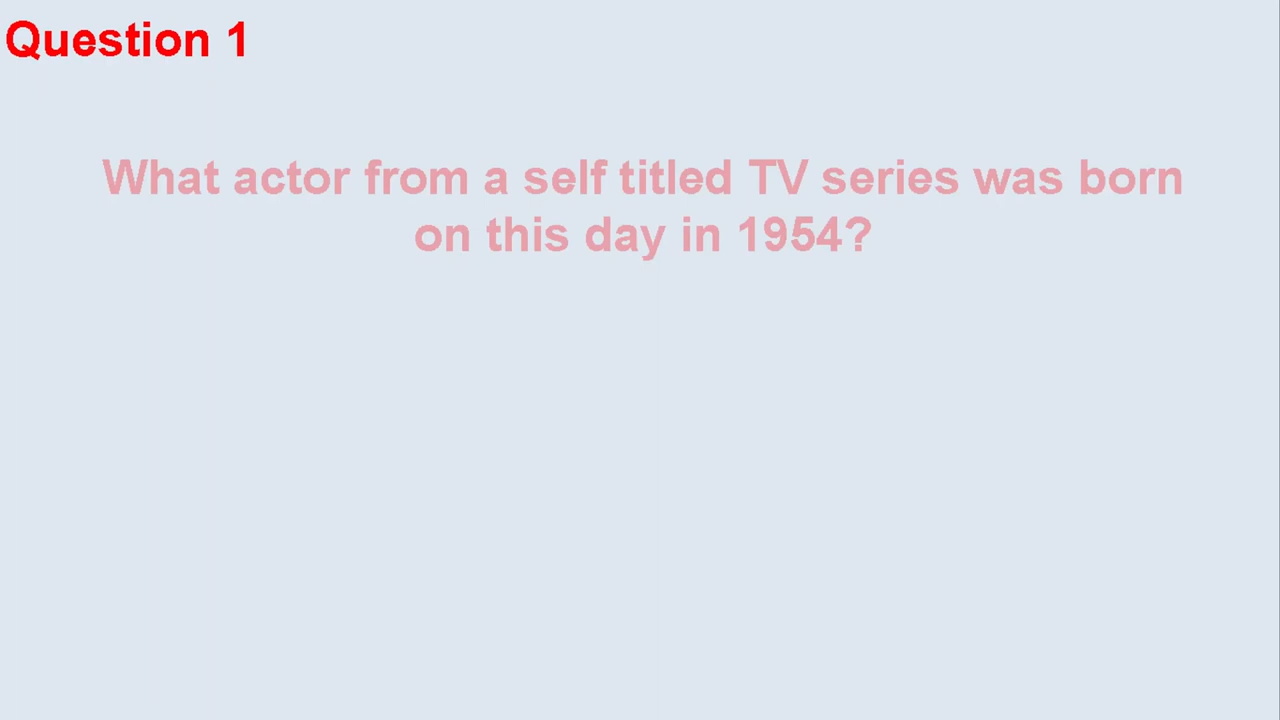 Question 1
What actor from a self titled TV series was born
on this day in 1954?